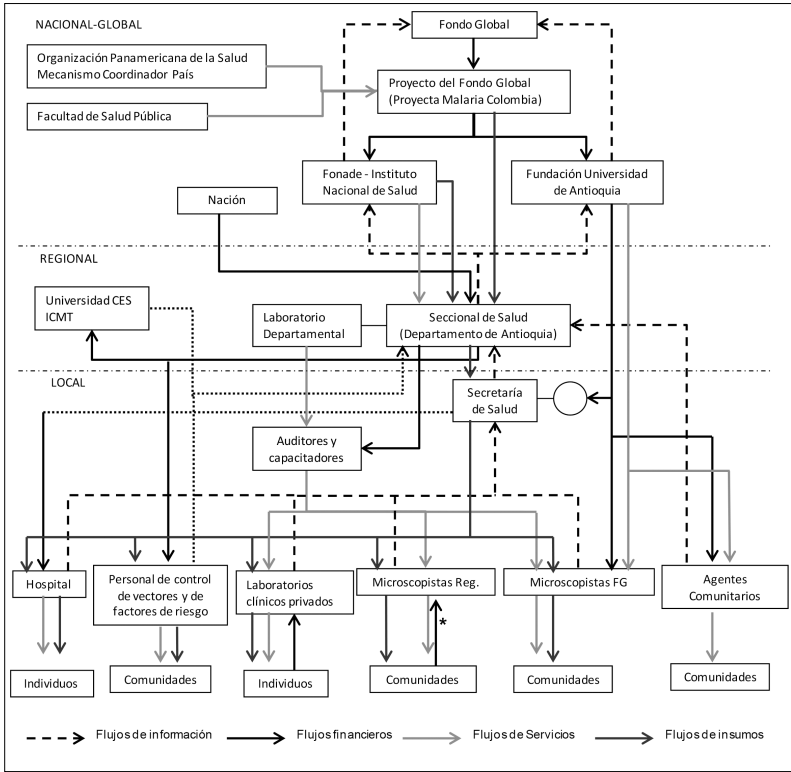 NACIONAL-GLOBAL
Fondo Global
Organización Panamericana de la Salud
Mecanismo Coordinador País
Proyecto del Fondo Global
(Proyecta Malaria Colombia)
Facultad de Salud Pública
Fonade - Instituto
Nacional de Salud
Fundación Universidad
de Antioquia
Nación
REGIONAL
Universidad CES
ICMT
Laboratorio
Departamental
Seccional de Salud
(Departamento de Antioquia)
LOCAL
Secretaría
de Salud
Auditores y
capacitadores
Hospital
Personal de control
de vectores y de
factores de riesgo
Laboratorios
clínicos privados
Microscopistas Reg.
Microscopistas FG
Agentes
Comunitarios
*
Individuos
Comunidades
Individuos
Comunidades
Comunidades
Comunidades
Flujos de información
Flujos financieros
Flujos de Servicios
Flujos de insumos